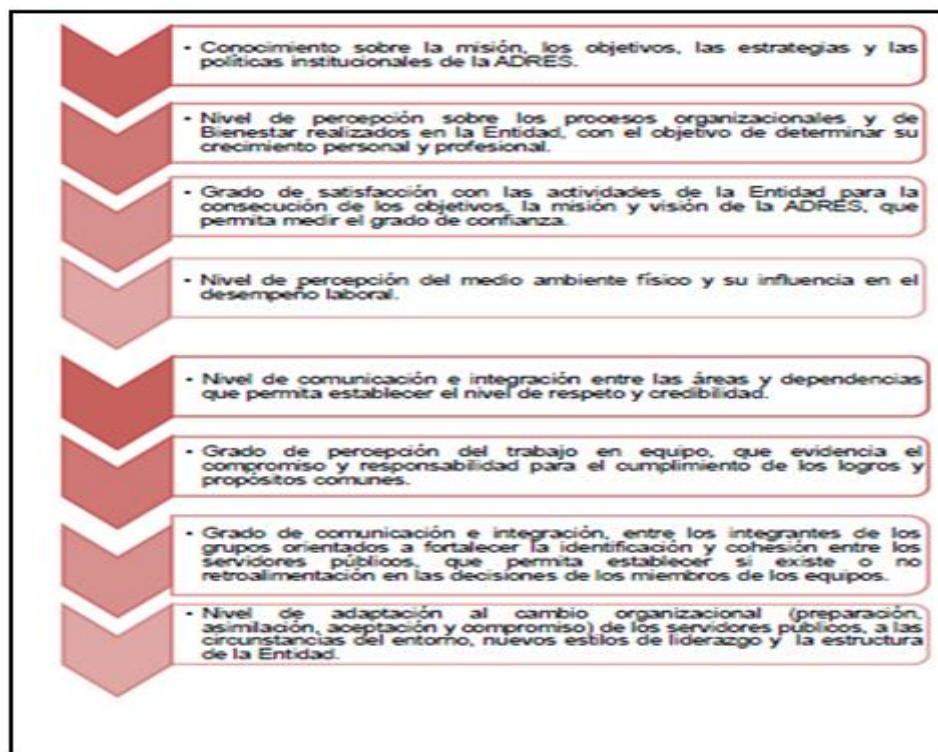 • Conocimiento sobre la misión, los objetivos, las estrategias y las
políticas institucionales de la ADRES.
• Nivel de percepción sobre los procesos organizacionales y de
Bienestar realizados en la Entidad, con el objetivo de determinar su
crecimiento personal y profesional.
• Grado de satisfacción con las actividades de la Entidad para la
consecución de los objetivos, la misión y visión de la ADRES, que
permita medir el grado de confianza.
• Nivel de percepción del medio ambiente físico y su influencia en el
desempeño laboral.
• Nivel de comunicación e integración entre las áreas y dependencias
que permita establecer el nivel de respeto y credibilidad.
• Grado de percepción del trabajo en equipo, que evidencia el
compromiso y responsabilidad para el cumplimiento de los logros y
propósitos comunes.
• Grado de comunicación e integración, entre los integrantes de los
grupos orientados a fortalecer la identificación y cohesión entre los
servidores públicos, que permita establecer si existe o no
retroalimentación en las decisiones de los miembros de los equipos.
• Nivel de adaptación al cambio organizacional (preparación,
asimilación, aceptación y compromiso) de los servidores públicos, a las
circunstancias del entorno, nuevos estilos de liderazgo y la estructura
de la Entidad.